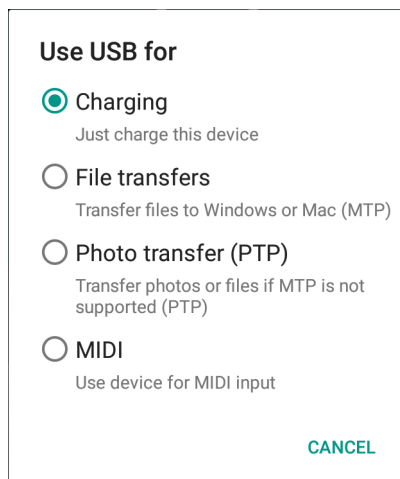 Use USB for
Charging
Just charge this device
File transfers
Transfer files to Windows or Mac (MTP)
Photo transfer (PTP)
Transfer photos or files if MTP is not
supported (PTP)
MIDI
Use device for MIDI input
CANCEL